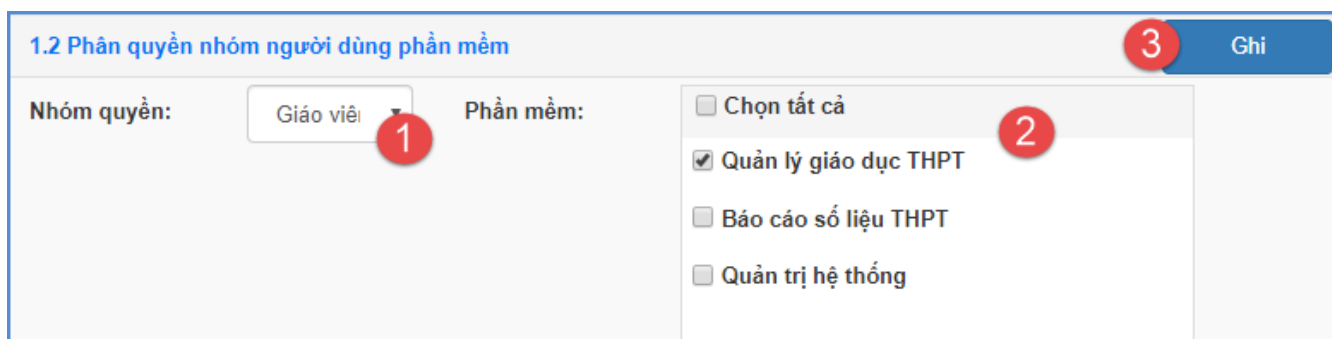 1.2 Phân quyền nhóm người dùng phần mềm 3 Ghi
Nhóm quyền: Giáo viê 1 Phần mềm: Chọn tất cả 2
Quản lý giáo dục THPT
Báo cáo số liệu THPT
Quản trị hệ thống